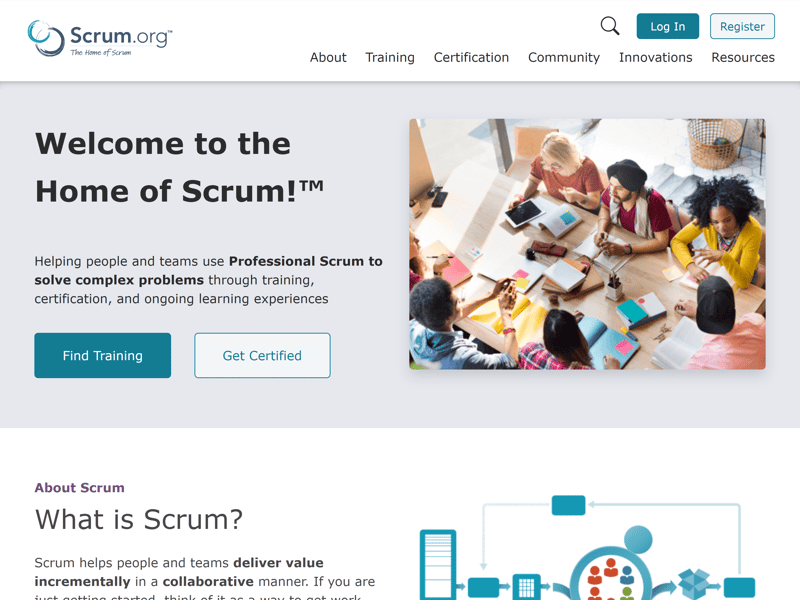 Scrum.org™
The Home of Scrum
Log In
Register
About
Training
Certification
Community
Innovations
Resources
Welcome to the
Home of Scrum!™
Helping people and teams use Professional Scrum to
solve complex problems through training,
certification, and ongoing learning experiences
Find Training
Get Certified
About Scrum
What is Scrum?
Scrum helps people and teams deliver value
incrementally in a collaborative manner. If you are
just getting started, think of it as a way to get work